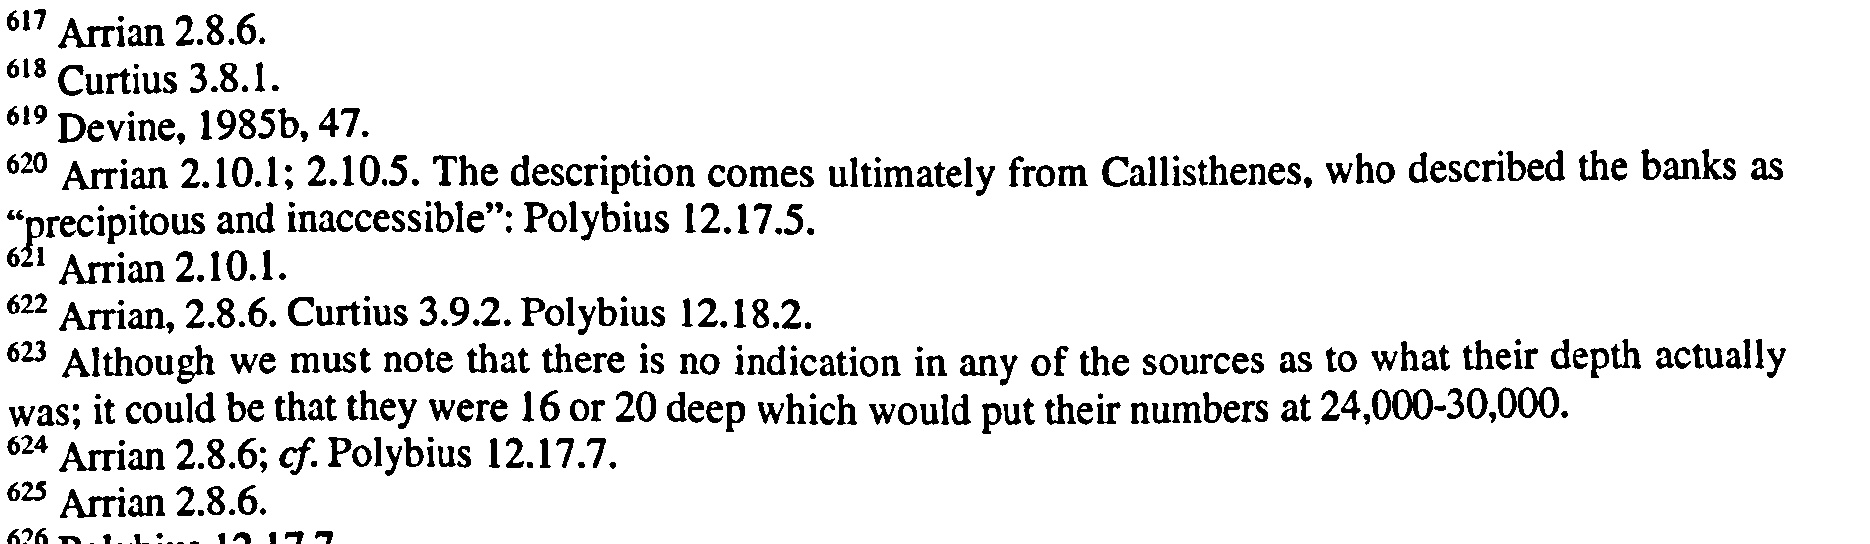 617 Arrian 2.8.6.
618 Curtius 3.8.1.
619 Devine, 1985b, 47.
620 Arrian 2.10.1; 2.10.5. The description comes ultimately from Callisthenes, who described the banks as
“precipitous and inaccessible”: Polybius 12.17.5.
621 Arrian 2.10.1.
622 Arrian, 2.8.6. Curtius 3.9.2. Polybius 12.18.2.
623 Although we must note that there is no indication in any of the sources as to what their depth actually
was; it could be that they were 16 or 20 deep which would put their numbers at 24,000-30,000.
624 Arrian 2.8.6; cf. Polybius 12.17.7.
625 Arrian 2.8.6.
626 Polybius 12.17.7